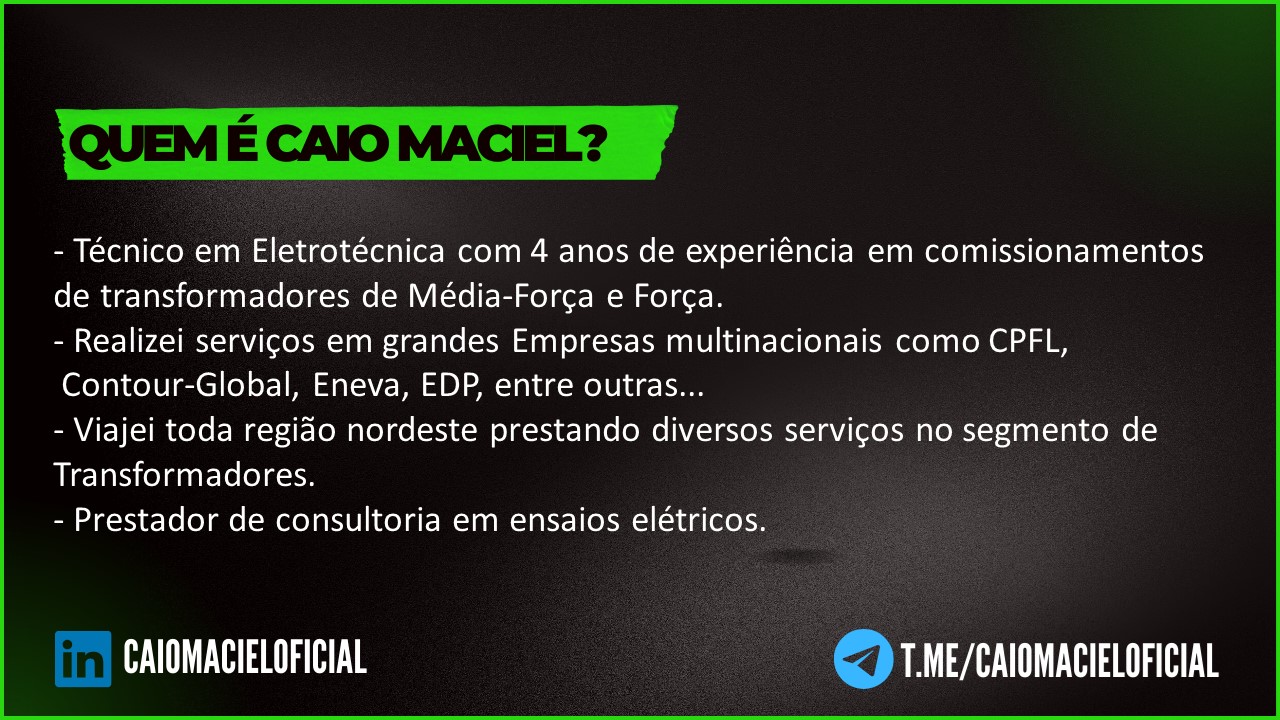 QUEM É CAIO MACIEL?
- Técnico em Eletrotécnica com 4 anos de experiência em comissionamentos
de transformadores de Média-Força e Força.
- Realizei serviços em grandes Empresas multinacionais como CPFL,
Contour-Global, Eneva, EDP, entre outras...
- Viajei toda região nordeste prestando diversos serviços no segmento de
Transformadores.
- Prestador de consultoria em ensaios elétricos.
in CAIOMACIELOFICIAL
T.ME/CAIOMACIELOFICIAL